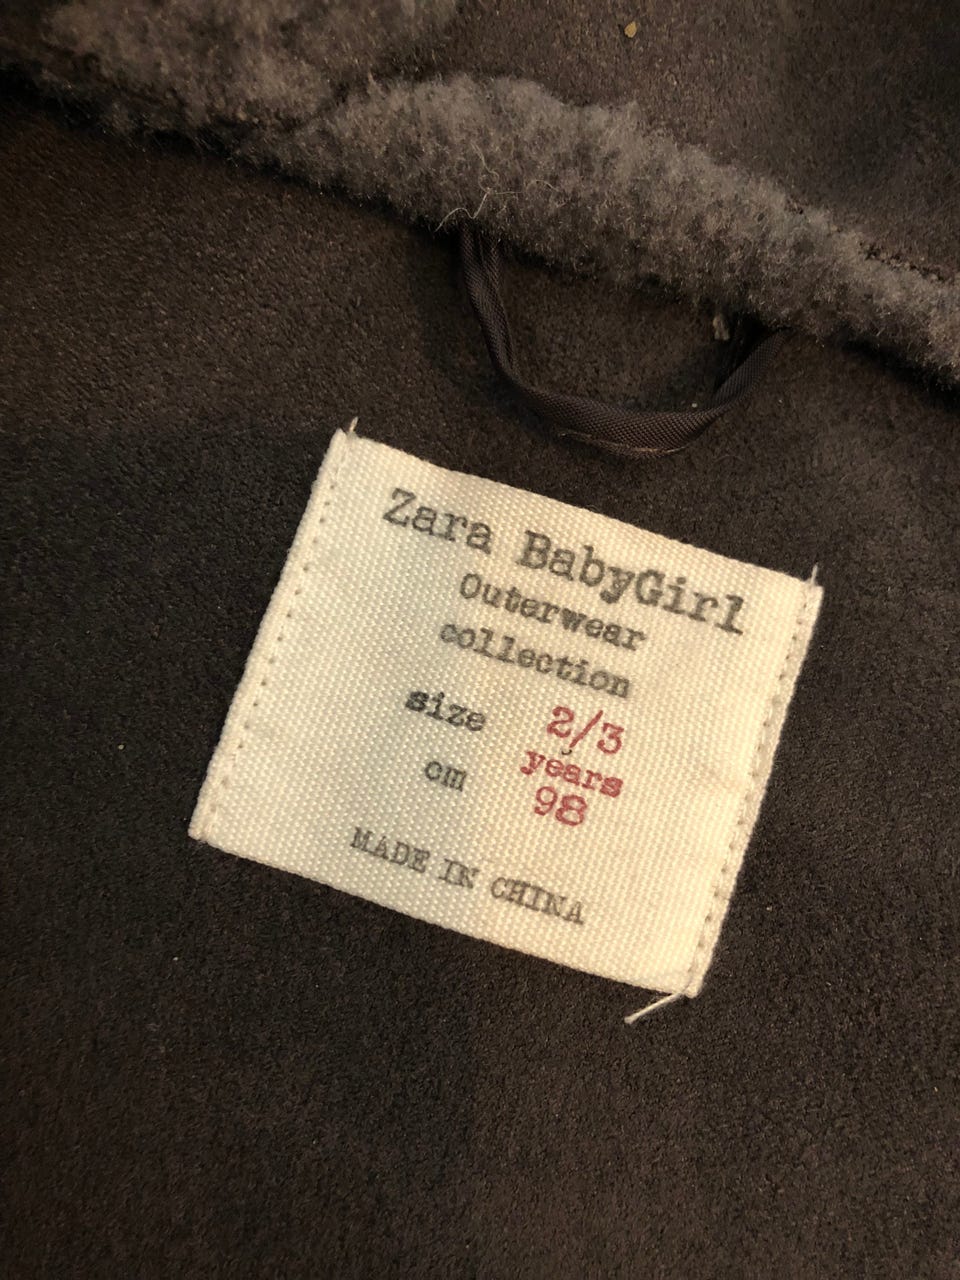 Zara BabyGirl
Outerwear
collection
size 2/3
years
cm 98
MADE IN CHINA